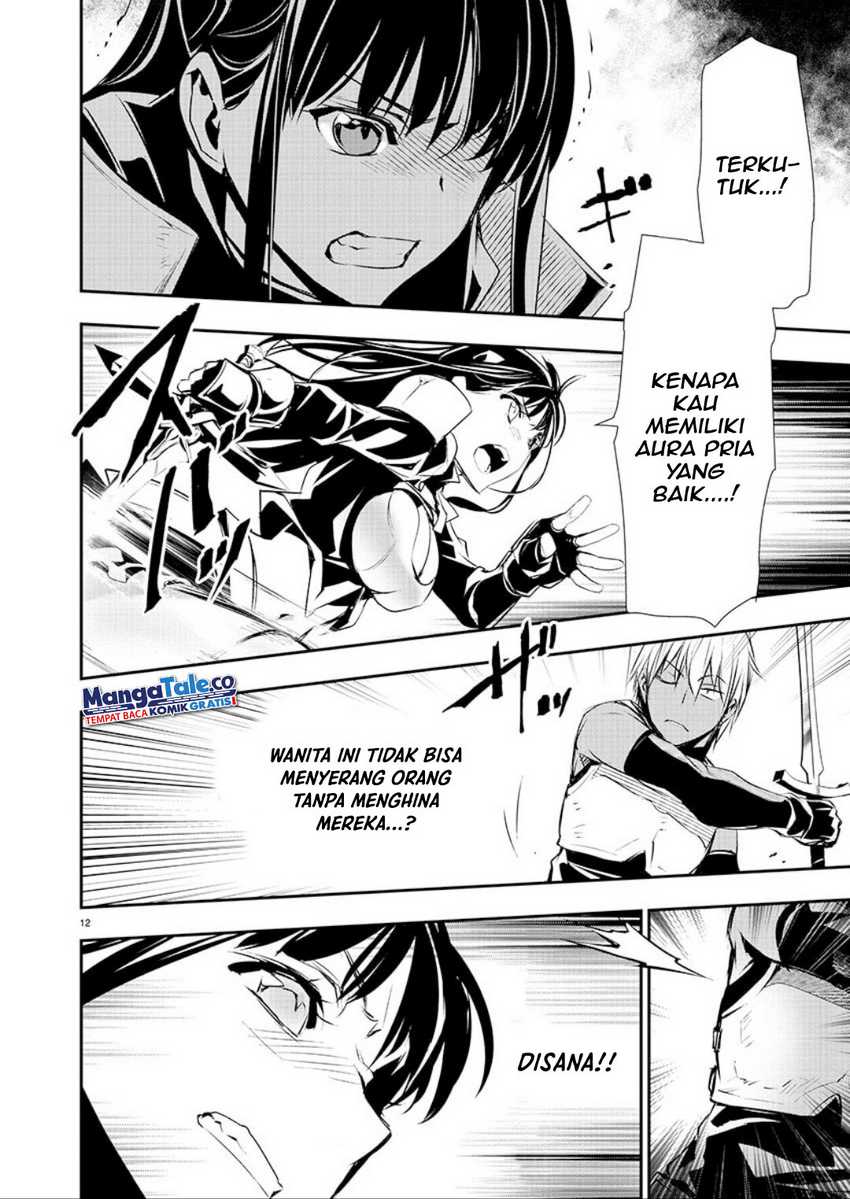 TERKU-
TUK...!
KENAPA
KAU
MEMILIKI
AURA PRIA
YANG
BAIK....!
MangaTale.co
TEMPAT BACA KOMIK GRATIS!
WANITA INI TIDAK BISA
MENYERANG ORANG
TANPA MENGHINA
MEREKA...?
12
DISANA!!